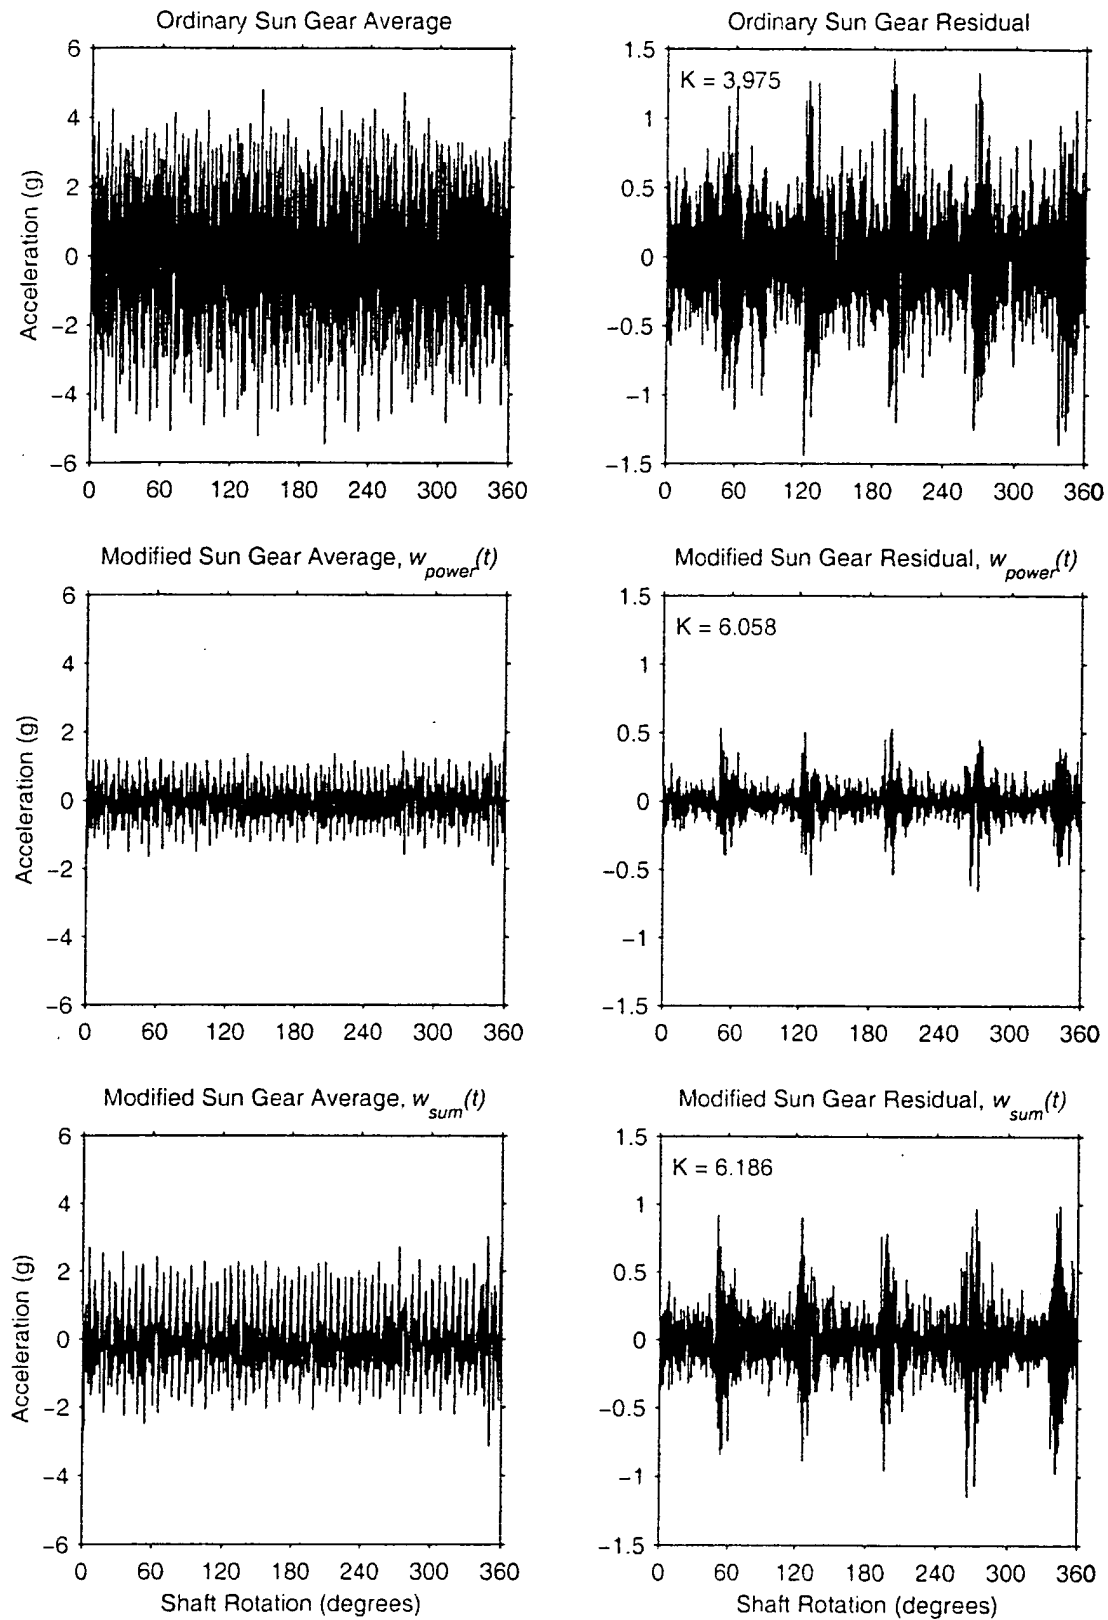 Ordinary Sun Gear Average
6
4
2
0
−2
−4
−6
Acceleration (g)
0 60 120 180 240 300 360
Ordinary Sun Gear Residual
K = 3.975
1.5
1
0.5
0
−0.5
−1
−1.5
0 60 120 180 240 300 360
Modified Sun Gear Average, w_power(t)
6
4
2
0
−2
−4
−6
Acceleration (g)
0 60 120 180 240 300 360
Modified Sun Gear Residual, w_power(t)
K = 6.058
1.5
1
0.5
0
−0.5
−1
−1.5
0 60 120 180 240 300 360
Modified Sun Gear Average, w_sum(t)
6
4
2
0
−2
−4
−6
Acceleration (g)
0 60 120 180 240 300 360
Shaft Rotation (degrees)
Modified Sun Gear Residual, w_sum(t)
K = 6.186
1.5
1
0.5
0
−0.5
−1
−1.5
0 60 120 180 240 300 360
Shaft Rotation (degrees)